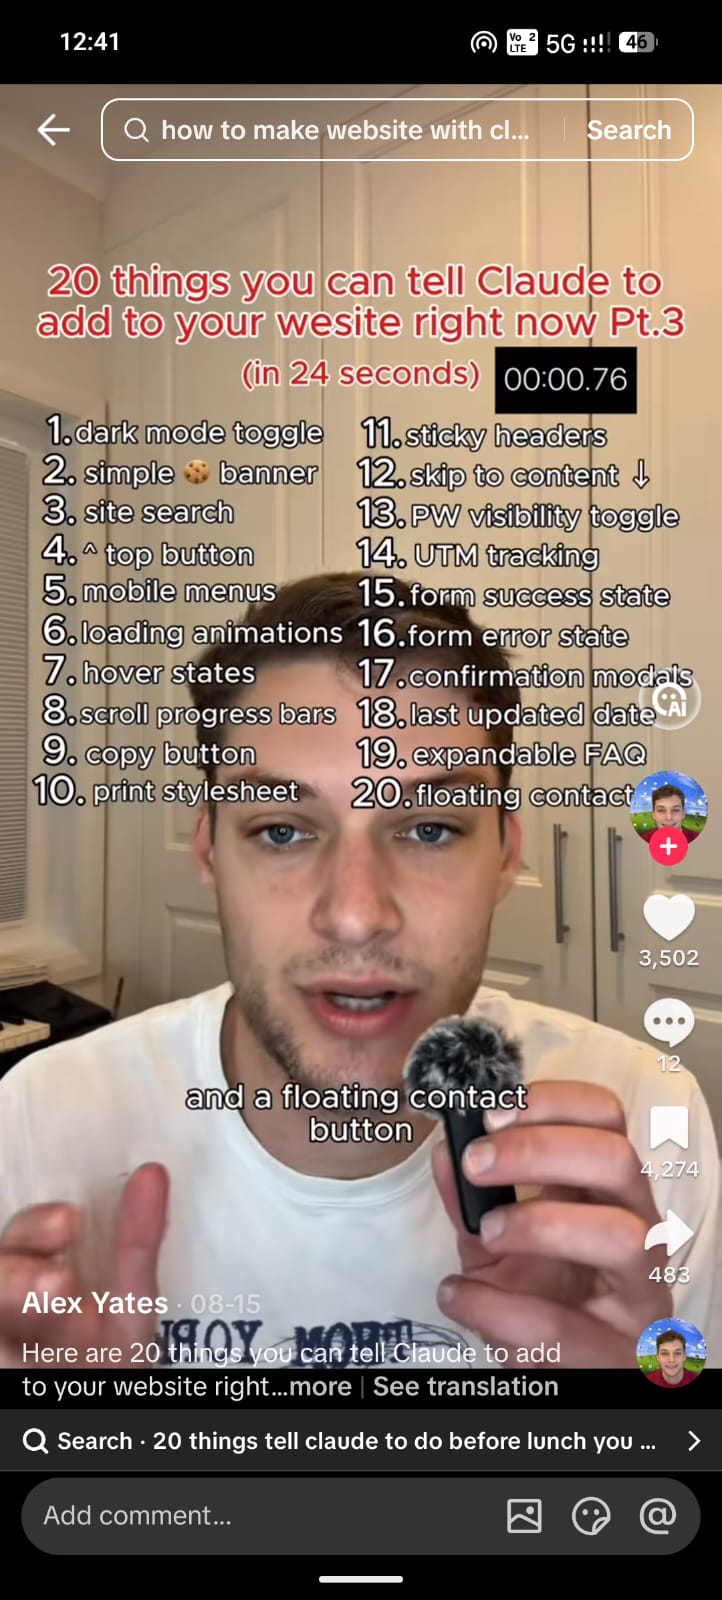 12:41
Vo 2
LTE
5G
46
how to make website with cl...
Search
20 things you can tell Claude to
add to your wesite right now Pt.3
(in 24 seconds)
00:00.76
1. dark mode toggle
2. simple 🍪 banner
3. site search
4. ^ top button
5. mobile menus
6. loading animations
7. hover states
8. scroll progress bars
9. copy button
10. print stylesheet
11. sticky headers
12. skip to content ↓
13. PW visibility toggle
14. UTM tracking
15. form success state
16. form error state
17. confirmation modals
18. last updated date
19. expandable FAQ
20. floating contact
AI
3,502
12
4,274
483
and a floating contact
button
Alex Yates · 08-15
Here are 20 things you can tell Claude to add
to your website right...more | See translation
Search · 20 things tell claude to do before lunch you ...
Add comment...